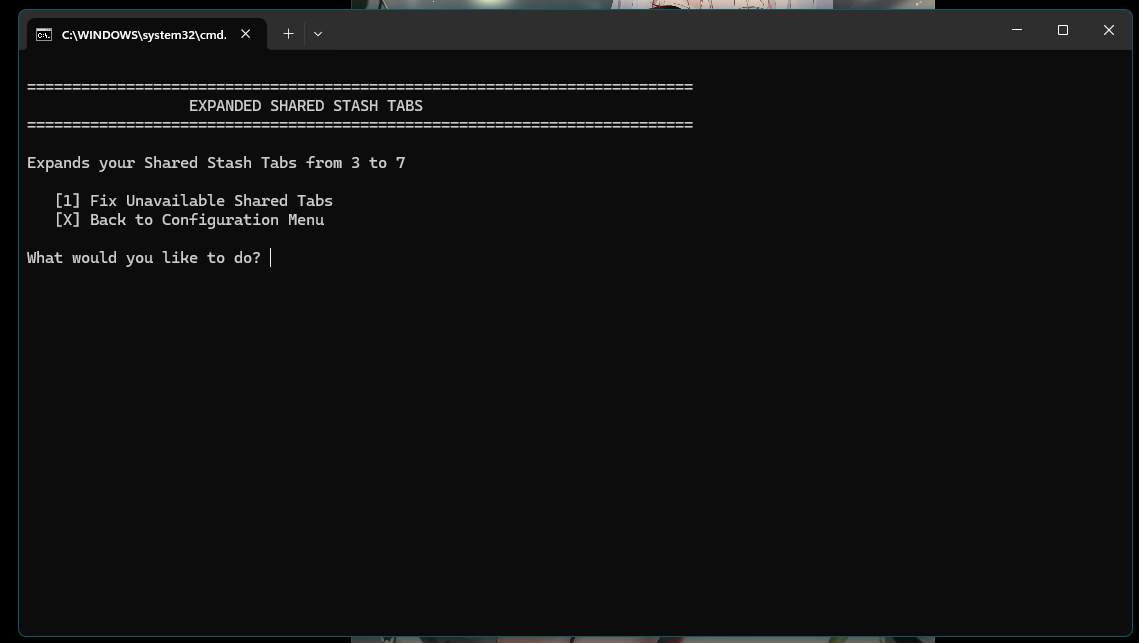 C:\WINDOWS\system32\cmd.
==========================================================================
EXPANDED SHARED STASH TABS
==========================================================================
Expands your Shared Stash Tabs from 3 to 7
[1] Fix Unavailable Shared Tabs
[X] Back to Configuration Menu
What would you like to do?